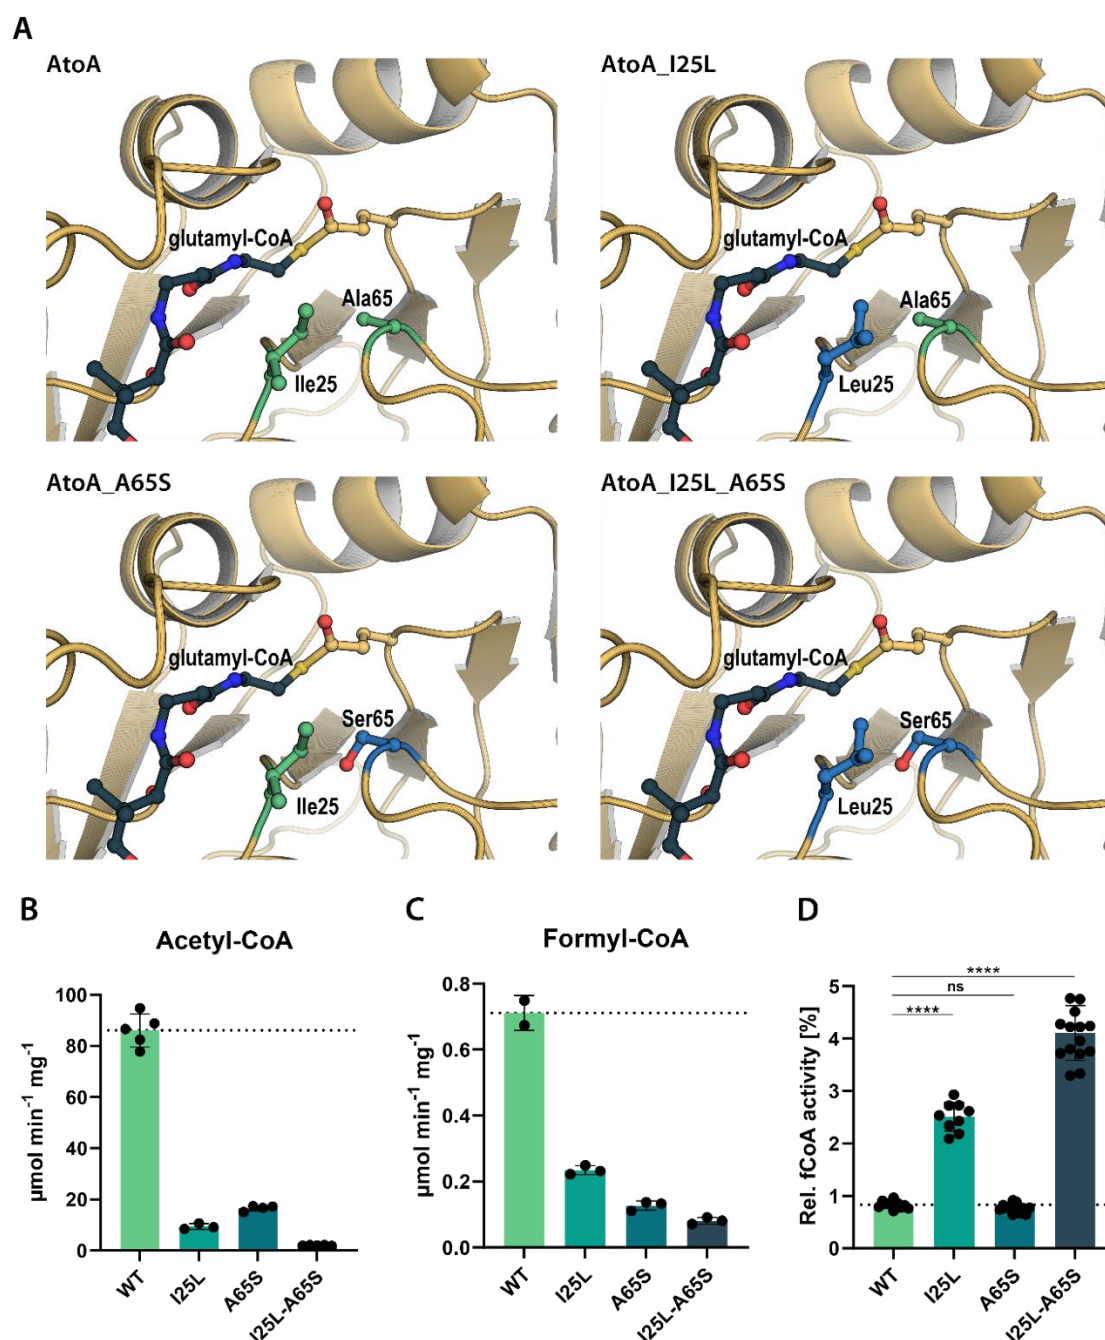 A
AtoA
AtoA_I25L
glutamyl-CoA
glutamyl-CoA
Ala65
Ala65
Ile25
Leu25
AtoA_A65S
AtoA_I25L_A65S
glutamyl-CoA
glutamyl-CoA
Ser65
Ser65
Ile25
Leu25
B
C
D
Acetyl-CoA
µmol min⁻¹ mg⁻¹
100
80
60
40
20
0
WT
I25L
A65S
I25L-A65S
Formyl-CoA
µmol min⁻¹ mg⁻¹
0.8
0.6
0.4
0.2
0.0
WT
I25L
A65S
I25L-A65S
Rel. fCoA activity [%]
****
ns
****
5
4
3
2
1
0
WT
I25L
A65S
I25L-A65S